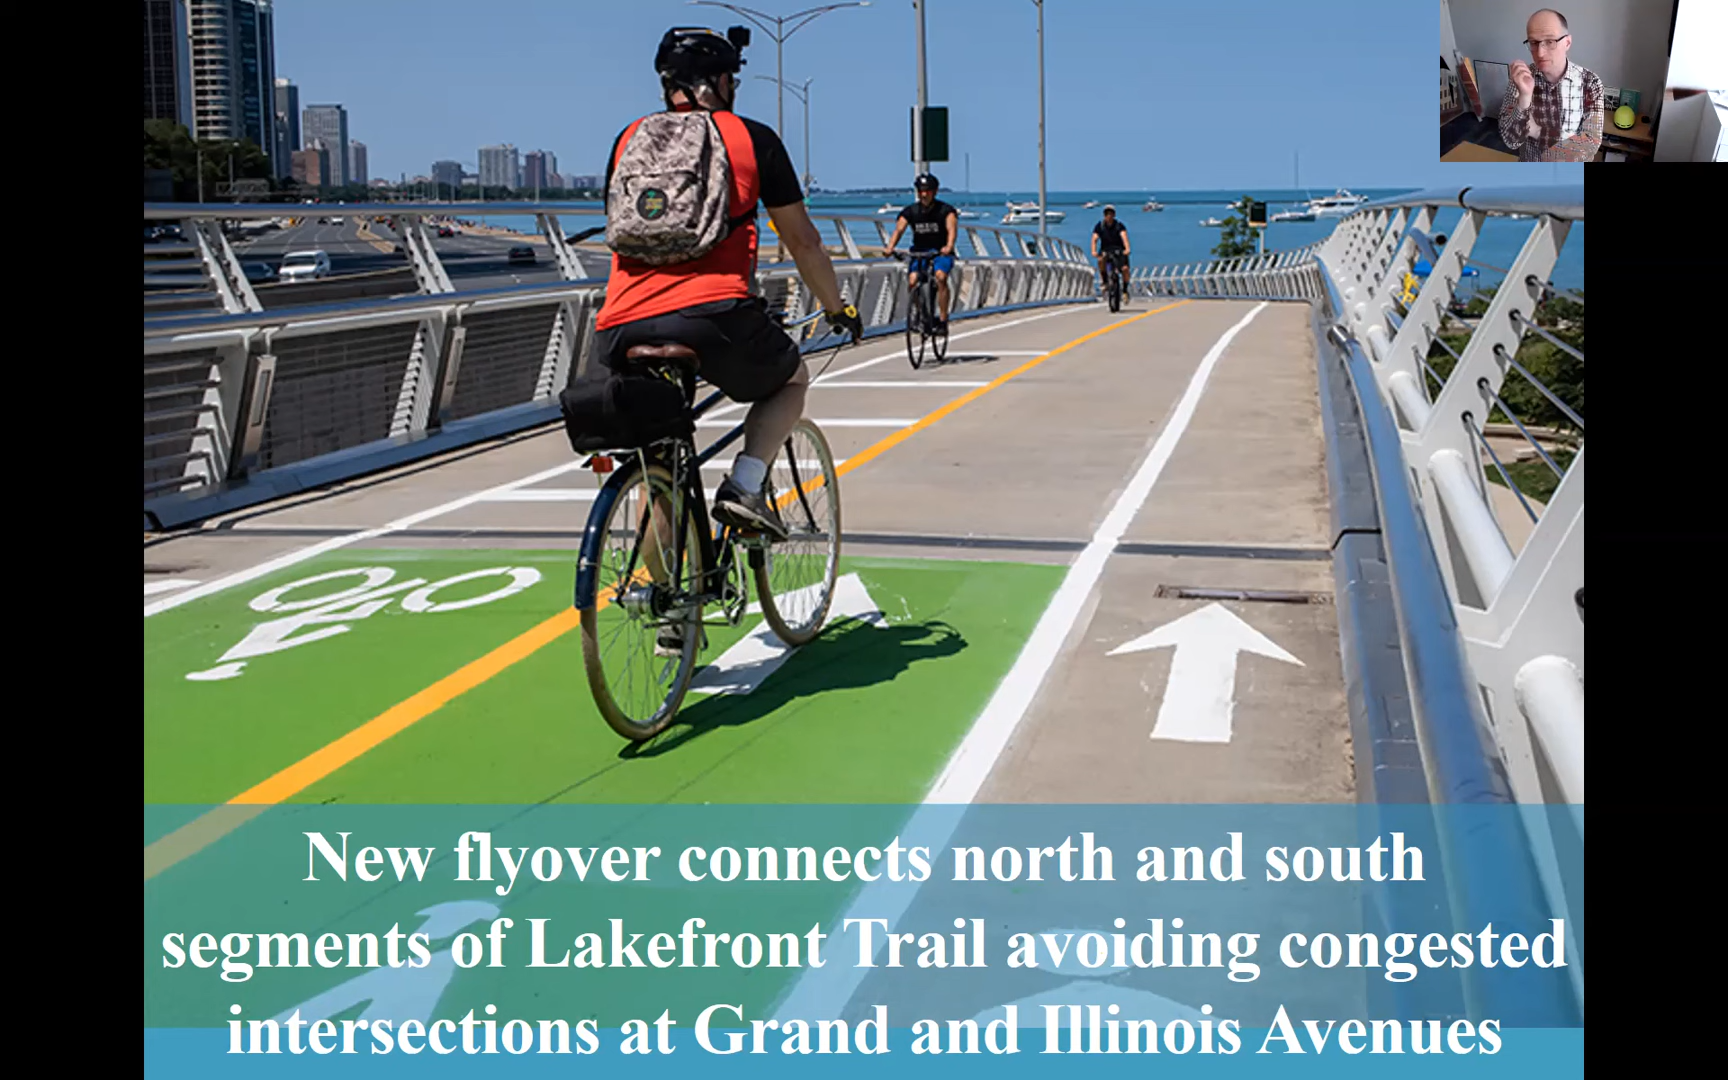 New flyover connects north and south
segments of Lakefront Trail avoiding congested
intersections at Grand and Illinois Avenues